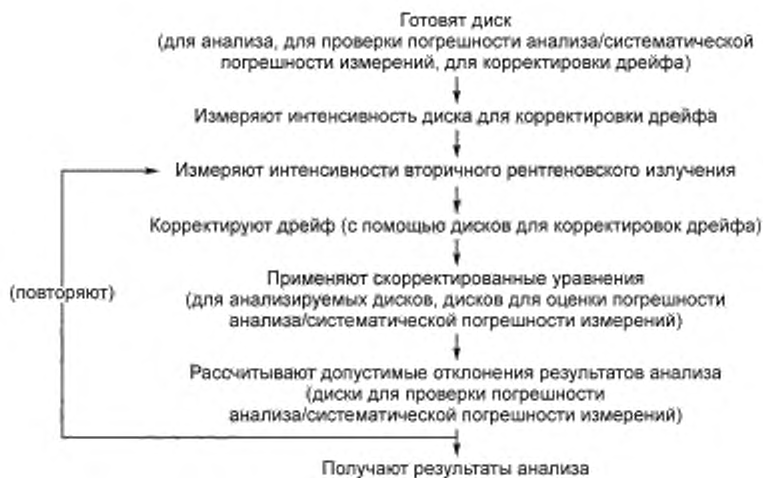 Готовят диск
(для анализа, для проверки погрешности анализа/систематической
погрешности измерений, для корректировки дрейфа)
Измеряют интенсивность диска для корректировки дрейфа
Измеряют интенсивности вторичного рентгеновского излучения
Корректируют дрейф (с помощью дисков для корректировок дрейфа)
Применяют скорректированные уравнения
(для анализируемых дисков, дисков для оценки погрешности
анализа/систематической погрешности измерений)
(повторяют)
Рассчитывают допустимые отклонения результатов анализа
(диски для проверки погрешности
анализа/систематической погрешности измерений)
Получают результаты анализа